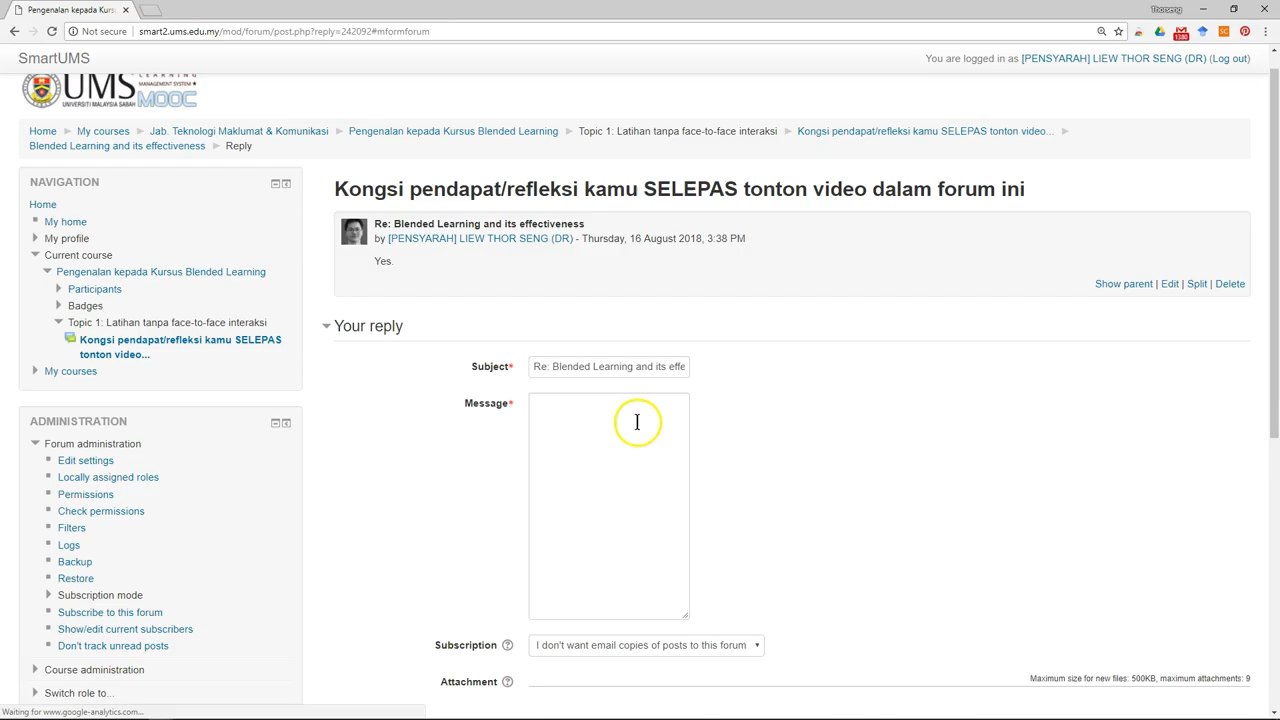 Pengenalan kepada Kurs
Thorseng
Not secure
smart2.ums.edu.my/mod/forum/post.php?reply=242092#mformforum
1380
SC
SmartUMS
You are logged in as [PENSYARAH] LIEW THOR SENG (DR) (Log out)
UMS LEARNING MANAGEMENT SYSTEM
UNIVERSITI MALAYSIA SABAH MOOC
Home My courses Jab. Teknologi Maklumat & Komunikasi Pengenalan kepada Kursus Blended Learning Topic 1: Latihan tanpa face-to-face interaksi Kongsi pendapat/refleksi kamu SELEPAS tonton video...
Blended Learning and its effectiveness Reply
NAVIGATION
Home
My home
My profile
Current course
Pengenalan kepada Kursus Blended Learning
Participants
Badges
Topic 1: Latihan tanpa face-to-face interaksi
Kongsi pendapat/refleksi kamu SELEPAS
tonton video...
My courses
ADMINISTRATION
Forum administration
Edit settings
Locally assigned roles
Permissions
Check permissions
Filters
Logs
Backup
Restore
Subscription mode
Subscribe to this forum
Show/edit current subscribers
Don't track unread posts
Course administration
Switch role to...
Kongsi pendapat/refleksi kamu SELEPAS tonton video dalam forum ini
Re: Blended Learning and its effectiveness
by [PENSYARAH] LIEW THOR SENG (DR) - Thursday, 16 August 2018, 3:38 PM
Yes.
Show parent | Edit | Split | Delete
Your reply
Subject* Re: Blended Learning and its effe
Message*
Subscription I don't want email copies of posts to this forum
Attachment Maximum size for new files: 500KB, maximum attachments: 9
Waiting for www.google-analytics.com...